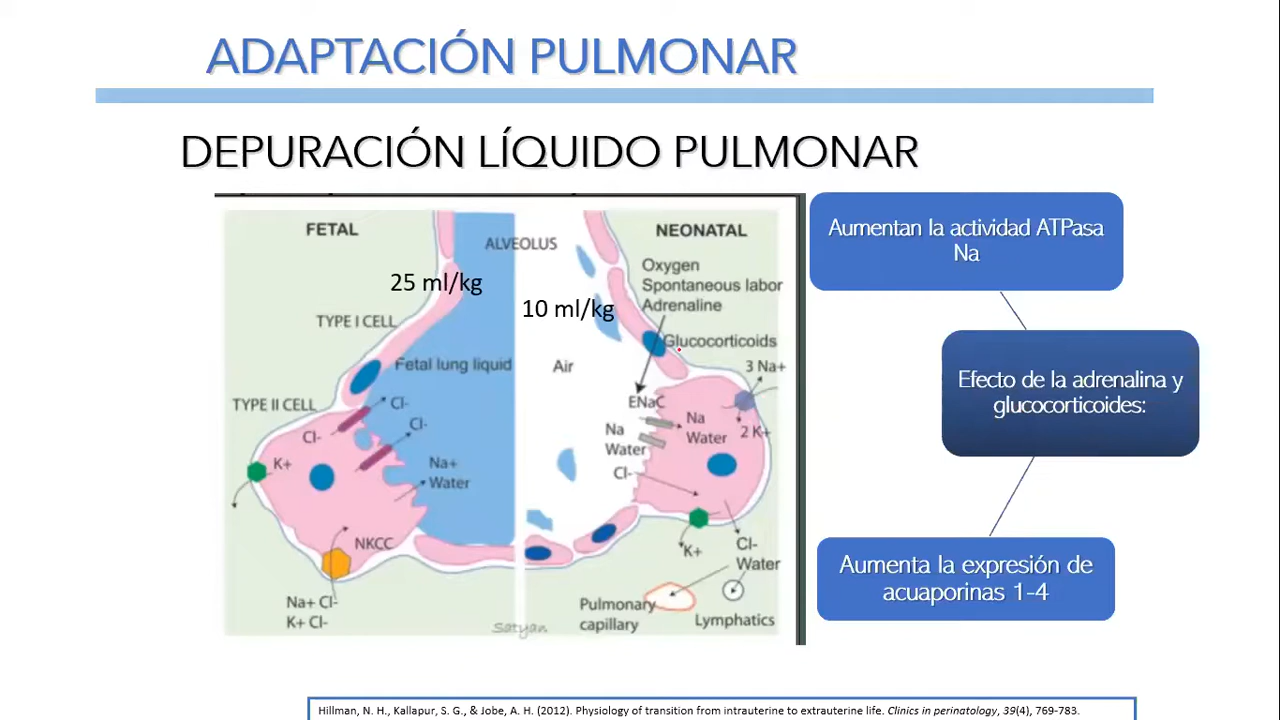 ADAPTACIÓN PULMONAR
DEPURACIÓN LÍQUIDO PULMONAR
FETAL
ALVEOLUS
NEONATAL
25 ml/kg
10 ml/kg
Oxygen
Spontaneous labor
Adrenaline
Glucocorticoids
TYPE I CELL
Fetal lung liquid
Air
3 Na+
TYPE II CELL
Cl-
Cl-
Cl-
ENaC
Na
Water
Na
Water
2 K+
K+
Na+
Water
Cl-
NKCC
K+
Cl-
Water
Na+ Cl-
K+ Cl-
Pulmonary
capillary
Lymphatics
Satyan
Aumentan la actividad ATPasa
Na
Efecto de la adrenalina y
glucocorticoides:
Aumenta la expresión de
acuaporinas 1-4
Hillman, N. H., Kallapur, S. G., & Jobe, A. H. (2012). Physiology of transition from intrauterine to extrauterine life. Clinics in perinatology, 39(4), 769-783.